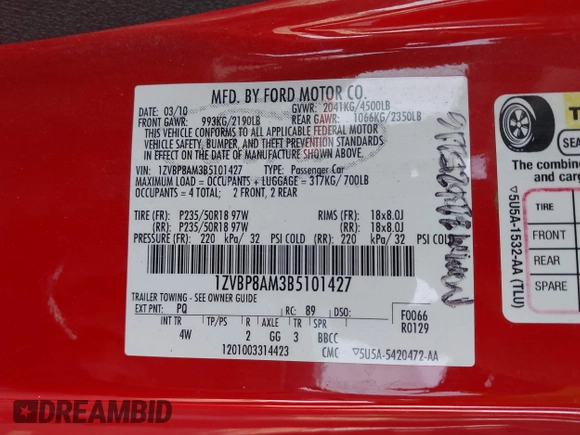 MFD. BY FORD MOTOR CO.
DATE: 03/10 GVWR: 2041KG/4500LB
FRONT GAWR: 993KG/2190LB REAR GAWR: 1066KG/2350LB
THIS VEHICLE CONFORMS TO ALL APPLICABLE FEDERAL MOTOR
VEHICLE SAFETY, BUMPER, AND THEFT PREVENTION STANDARDS
IN EFFECT ON THE DATE OF MANUFACTURE SHOWN ABOVE.
VIN: 1ZVBP8AM3B5101427 TYPE: Passenger Car
MAXIMUM LOAD = OCCUPANTS + LUGGAGE = 317KG/700LB
OCCUPANTS = 4 TOTAL; 2 FRONT, 2 REAR
TIRE (FR): P235/50R18 97W RIMS (FR): 18x8.0J
(RR): P235/50R18 97W (RR): 18x8.0J
PRESSURE (FR): 220 kPa/ 32 PSI COLD (RR): 220 kPa/ 32 PSI COLD
1ZVBP8AM3B5101427
TRAILER TOWING - SEE OWNER GUIDE
EXT PNT: PQ RC: 89 DSO:
F0066
R0129
INT TR TP/PS R AXLE TR SPR
4W 2 GG 3 BBCC
1201003314423 CMC ▽5U5A-5420472-AA
▽5U5A-1532-AA (TLU)
T
SEA
The combine
and carg
TIRE
FRONT
REAR
SPARE
DREAMBID